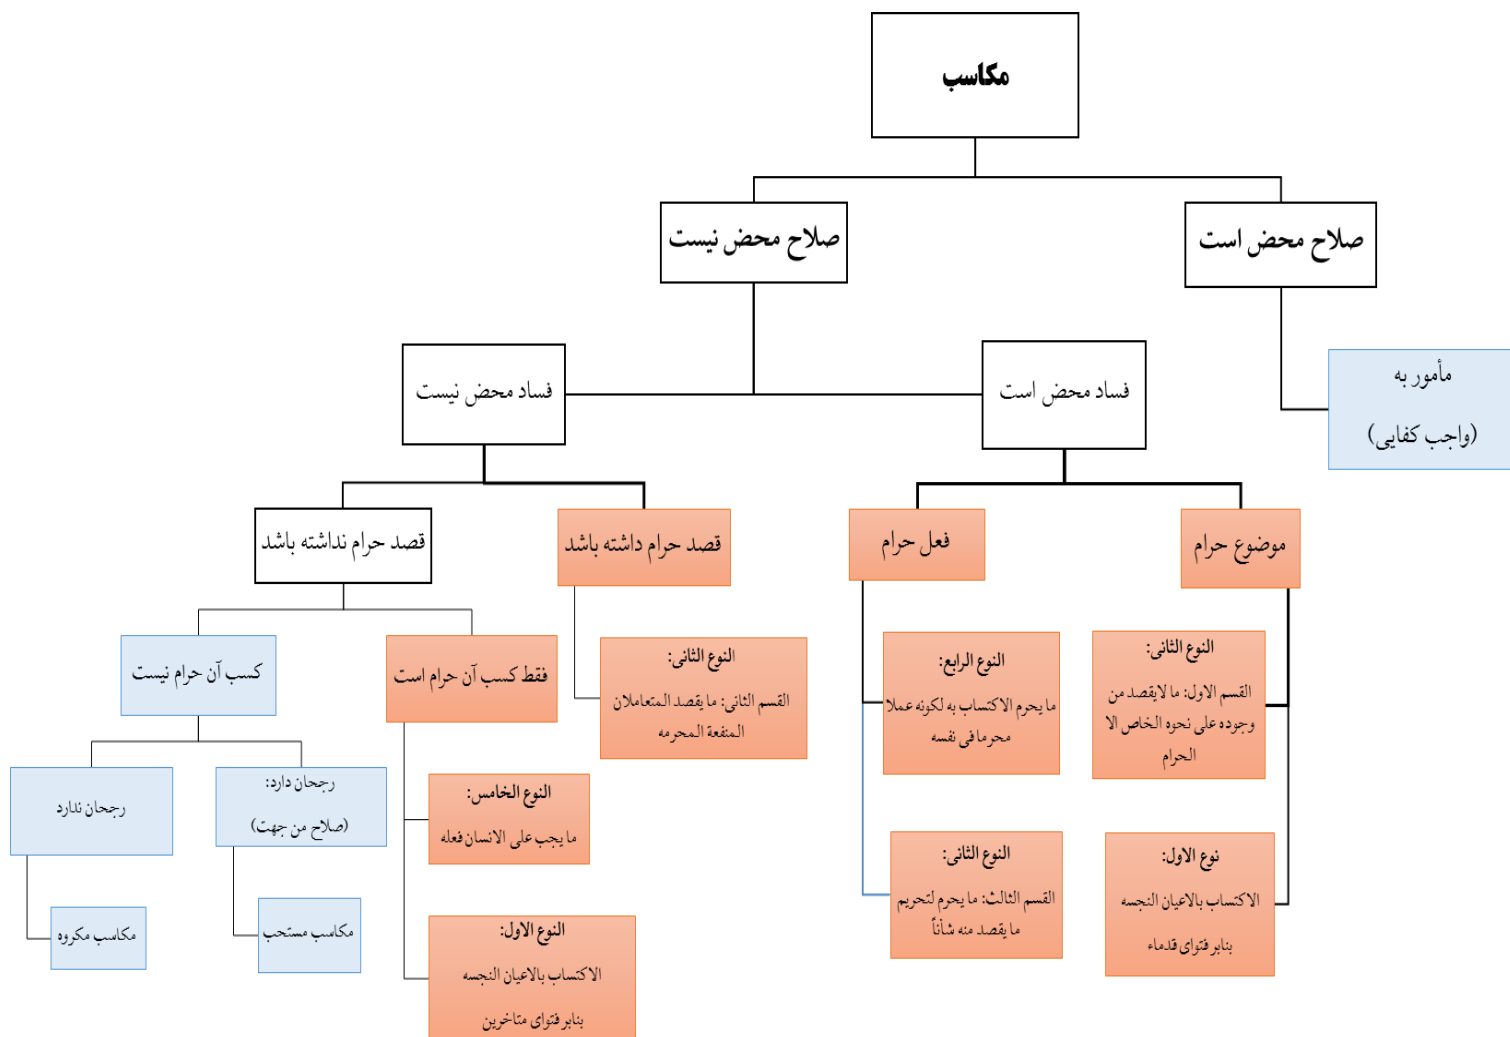 مکاسب
صلاح محض است
صلاح محض نیست
مأمور به
(واجب کفایی)
فساد محض است
فساد محض نیست
موضوع حرام
فعل حرام
قصد حرام داشته باشد
قصد حرام نداشته باشد
النوع الثانی:
القسم الاول: ما لایقصد من
وجوده علی نحوه الخاص الا
الحرام
نوع الاول:
الاکتساب بالاعیان النجسه
بنابر فتوای قدماء
النوع الرابع:
ما یحرم الاکتساب به لکونه عملا
محرما فی نفسه
النوع الثانی:
القسم الثالث: ما یحرم لتحریم
ما یقصد منه شأناً
النوع الثانی:
القسم الثانی: ما یقصد المتعاملان
المنفعة المحرمه
فقط کسب آن حرام است
کسب آن حرام نیست
النوع الخامس:
ما یجب علی الانسان فعله
النوع الاول:
الاکتساب بالاعیان النجسه
بنابر فتوای متاخرین
رجحان دارد:
(صلاح من جهت)
رجحان ندارد
مکاسب مستحب
مکاسب مکروه